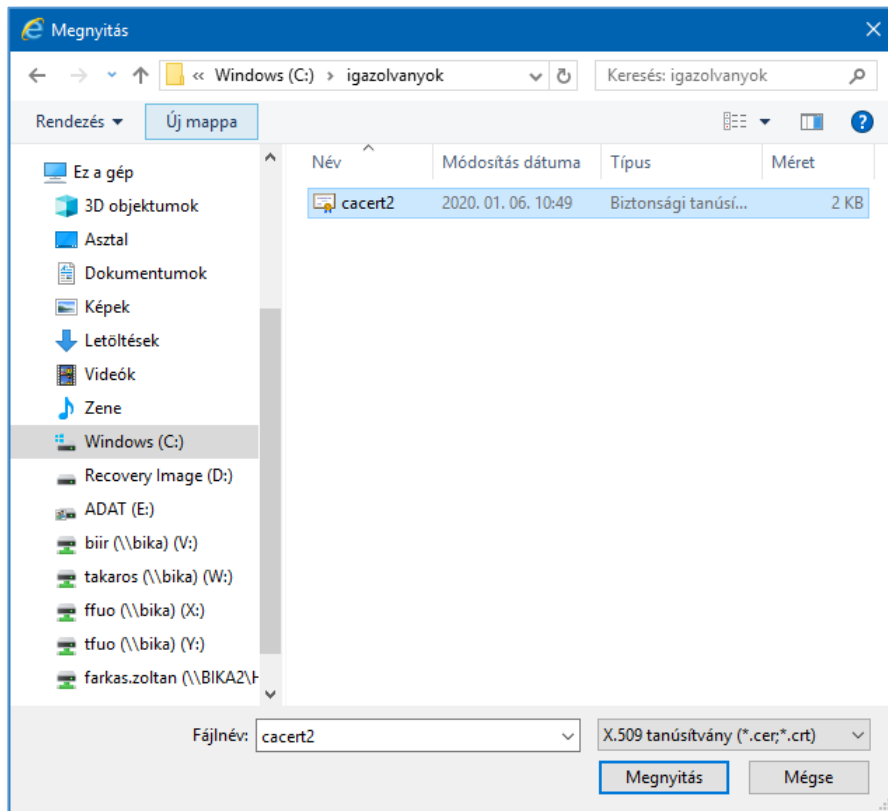 Megnyitás
« Windows (C:) › igazolvanyok
Keresés: igazolvanyok
Rendezés
Új mappa
Ez a gép
3D objektumok
Asztal
Dokumentumok
Képek
Letöltések
Videók
Zene
Windows (C:)
Recovery Image (D:)
ADAT (E:)
biir (\\bika) (V:)
takaros (\\bika) (W:)
ffuo (\\bika) (X:)
tfuo (\\bika) (Y:)
farkas.zoltan (\\BIKA2\H
Név Módosítás dátuma Típus Méret
cacert2 2020. 01. 06. 10:49 Biztonsági tanúsí... 2 KB
Fájlnév: cacert2 X.509 tanúsítvány (*.cer;*.crt)
Megnyitás Mégse